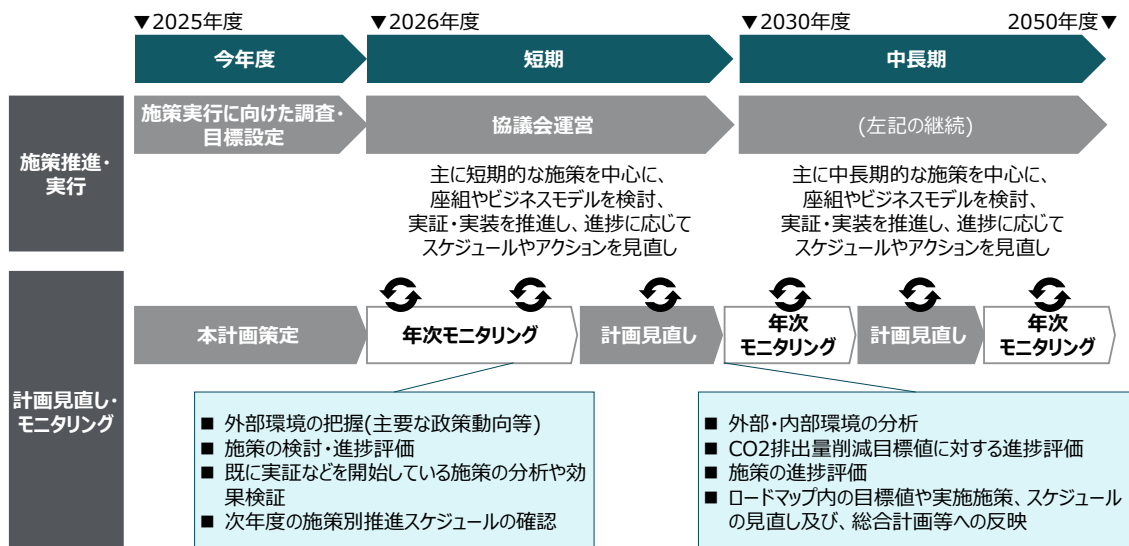 ▼2025年度
▼2026年度
▼2030年度
2050年度▼
今年度
短期
中長期
施策推進・
実行
施策実行に向けた調査・
目標設定
協議会運営
(左記の継続)
主に短期的な施策を中心に、
座組やビジネスモデルを検討、
実証・実装を推進し、進捗に応じて
スケジュールやアクションを見直し
主に中長期的な施策を中心に、
座組やビジネスモデルを検討、
実証・実装を推進し、進捗に応じて
スケジュールやアクションを見直し
計画見直し・
モニタリング
本計画策定
年次モニタリング
計画見直し
年次
モニタリング
計画見直し
年次
モニタリング
■ 外部環境の把握(主要な政策動向等)
■ 施策の検討・進捗評価
■ 既に実証などを開始している施策の分析や効
果検証
■ 次年度の施策別推進スケジュールの確認
■ 外部・内部環境の分析
■ CO2排出量削減目標値に対する進捗評価
■ 施策の進捗評価
■ ロードマップ内の目標値や実施施策、スケジュール
の見直し及び、総合計画等への反映